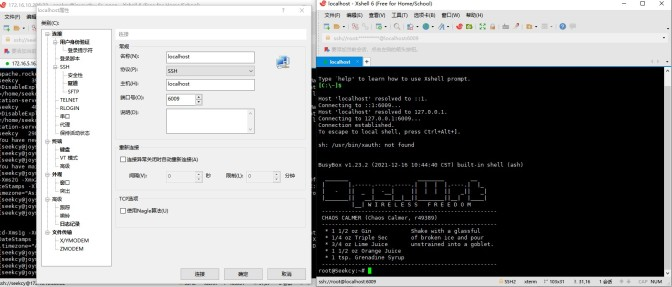 localhost属性
类别(C):
连接
用户身份验证
登录提示符
登录脚本
SSH
安全性
隧道
SFTP
TELNET
RLOGIN
串口
代理
保持活动状态
终端
键盘
VT 模式
高级
外观
窗口
突出
高级
跟踪
响铃
日志记录
文件传输
X/YMODEM
ZMODEM
连接
常规
名称(N): localhost
协议(P): SSH
主机(H): localhost
端口号(O): 6009
说明(D):
重新连接
连接异常关闭时自动重新连接(A)
间隔(V): 0 秒 限制(L): 0 分钟
TCP选项
使用Nagle算法(U)
连接 确定 取消
localhost - Xshell 6 (Free for Home/School)
文件(F) 编辑(E) 查看(V) 工具(T) 选项卡(B) 窗口(W) 帮助(H)
localhost
Type `help' to learn how to use Xshell prompt.
[C:\~]$
Host 'localhost' resolved to ::1.
Connecting to ::1:6009...
Host 'localhost' resolved to 127.0.0.1.
Connecting to 127.0.0.1:6009...
Connection established.
To escape to local shell, press Ctrl+Alt+].
sh: /usr/bin/xauth: not found
BusyBox v1.23.2 (2021-12-16 10:44:40 CST) built-in shell (ash)
W I R E L E S S   F R E E D O M
CHAOS CALMER (Chaos Calmer, r49389)
* 1 1/2 oz Gin Shake with a glassful
* 1/4 oz Triple Sec of broken ice and pour
* 3/4 oz Lime Juice unstrained into a goblet.
* 1 1/2 oz Orange Juice
* 1 tsp. Grenadine Syrup
root@Seekcy:~#
ssh://root@localhost:6009 SSH2 xterm 103x31 31,16 1 会话 CAP NUM